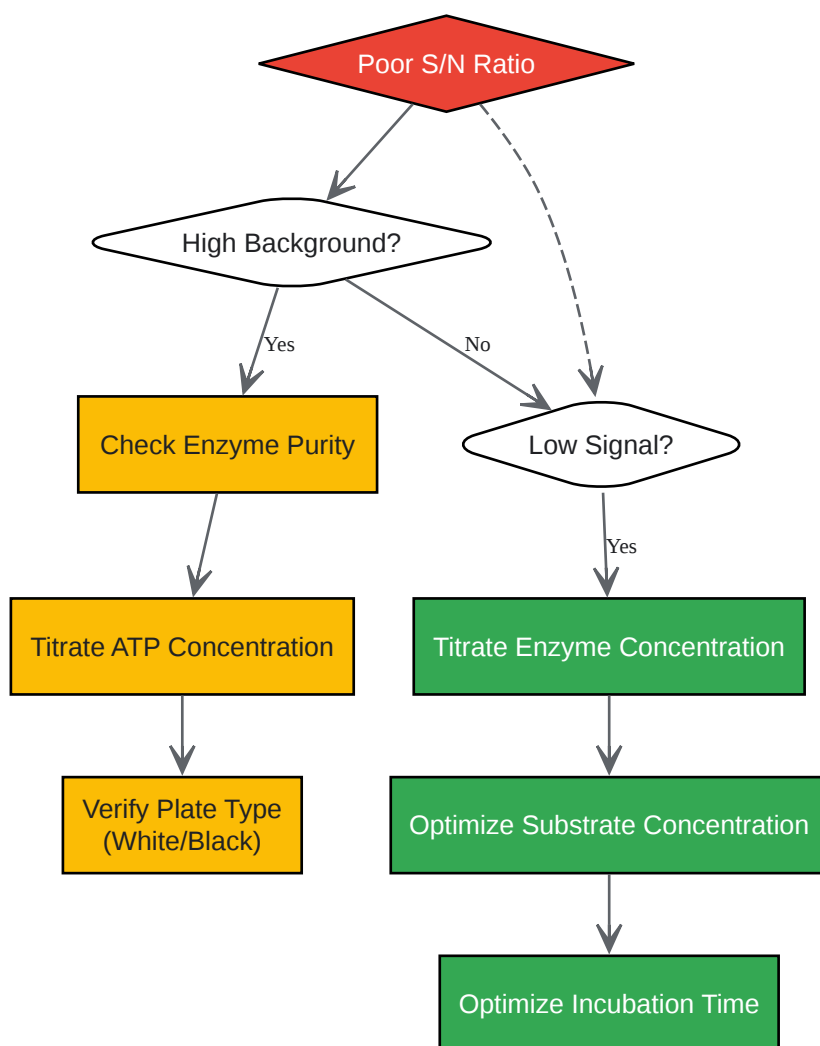 Poor S/N Ratio
High Background?
Yes
No
Check Enzyme Purity
Low Signal?
Yes
Titrate ATP Concentration
Titrate Enzyme Concentration
Verify Plate Type
(White/Black)
Optimize Substrate Concentration
Optimize Incubation Time